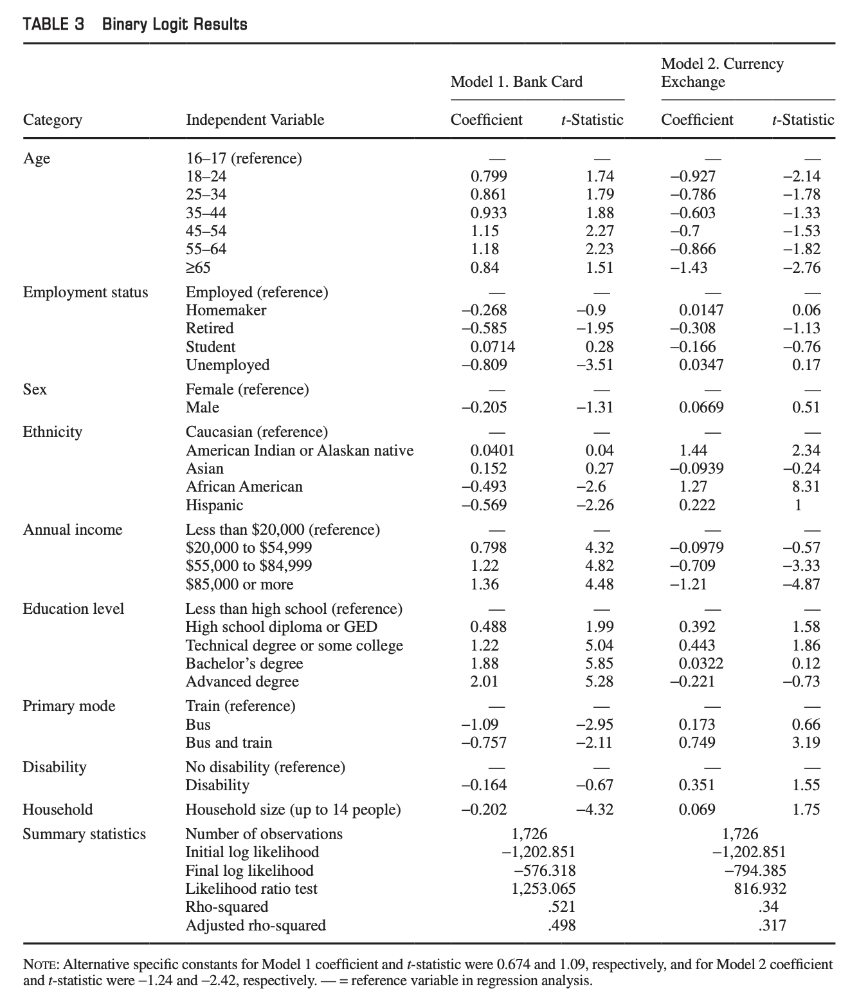 TABLE 3 Binary Logit Results
Model 1. Bank Card
Model 2. Currency
Exchange
Category Independent Variable Coefficient t-Statistic Coefficient t-Statistic
Age 16–17 (reference) — — — —
18–24 0.799 1.74 −0.927 −2.14
25–34 0.861 1.79 −0.786 −1.78
35–44 0.933 1.88 −0.603 −1.33
45–54 1.15 2.27 −0.7 −1.53
55–64 1.18 2.23 −0.866 −1.82
≥65 0.84 1.51 −1.43 −2.76
Employment status Employed (reference) — — — —
Homemaker −0.268 −0.9 0.0147 0.06
Retired −0.585 −1.95 −0.308 −1.13
Student 0.0714 0.28 −0.166 −0.76
Unemployed −0.809 −3.51 0.0347 0.17
Sex Female (reference) — — — —
Male −0.205 −1.31 0.0669 0.51
Ethnicity Caucasian (reference) — — — —
American Indian or Alaskan native 0.0401 0.04 1.44 2.34
Asian 0.152 0.27 −0.0939 −0.24
African American −0.493 −2.6 1.27 8.31
Hispanic −0.569 −2.26 0.222 1
Annual income Less than $20,000 (reference) — — — —
$20,000 to $54,999 0.798 4.32 −0.0979 −0.57
$55,000 to $84,999 1.22 4.82 −0.709 −3.33
$85,000 or more 1.36 4.48 −1.21 −4.87
Education level Less than high school (reference) — — — —
High school diploma or GED 0.488 1.99 0.392 1.58
Technical degree or some college 1.22 5.04 0.443 1.86
Bachelor’s degree 1.88 5.85 0.0322 0.12
Advanced degree 2.01 5.28 −0.221 −0.73
Primary mode Train (reference) — — — —
Bus −1.09 −2.95 0.173 0.66
Bus and train −0.757 −2.11 0.749 3.19
Disability No disability (reference) — — — —
Disability −0.164 −0.67 0.351 1.55
Household Household size (up to 14 people) −0.202 −4.32 0.069 1.75
Summary statistics Number of observations 1,726 1,726
Initial log likelihood −1,202.851 −1,202.851
Final log likelihood −576.318 −794.385
Likelihood ratio test 1,253.065 816.932
Rho-squared .521 .34
Adjusted rho-squared .498 .317
NOTE: Alternative specific constants for Model 1 coefficient and t-statistic were 0.674 and 1.09, respectively, and for Model 2 coefficient
and t-statistic were −1.24 and −2.42, respectively. — = reference variable in regression analysis.